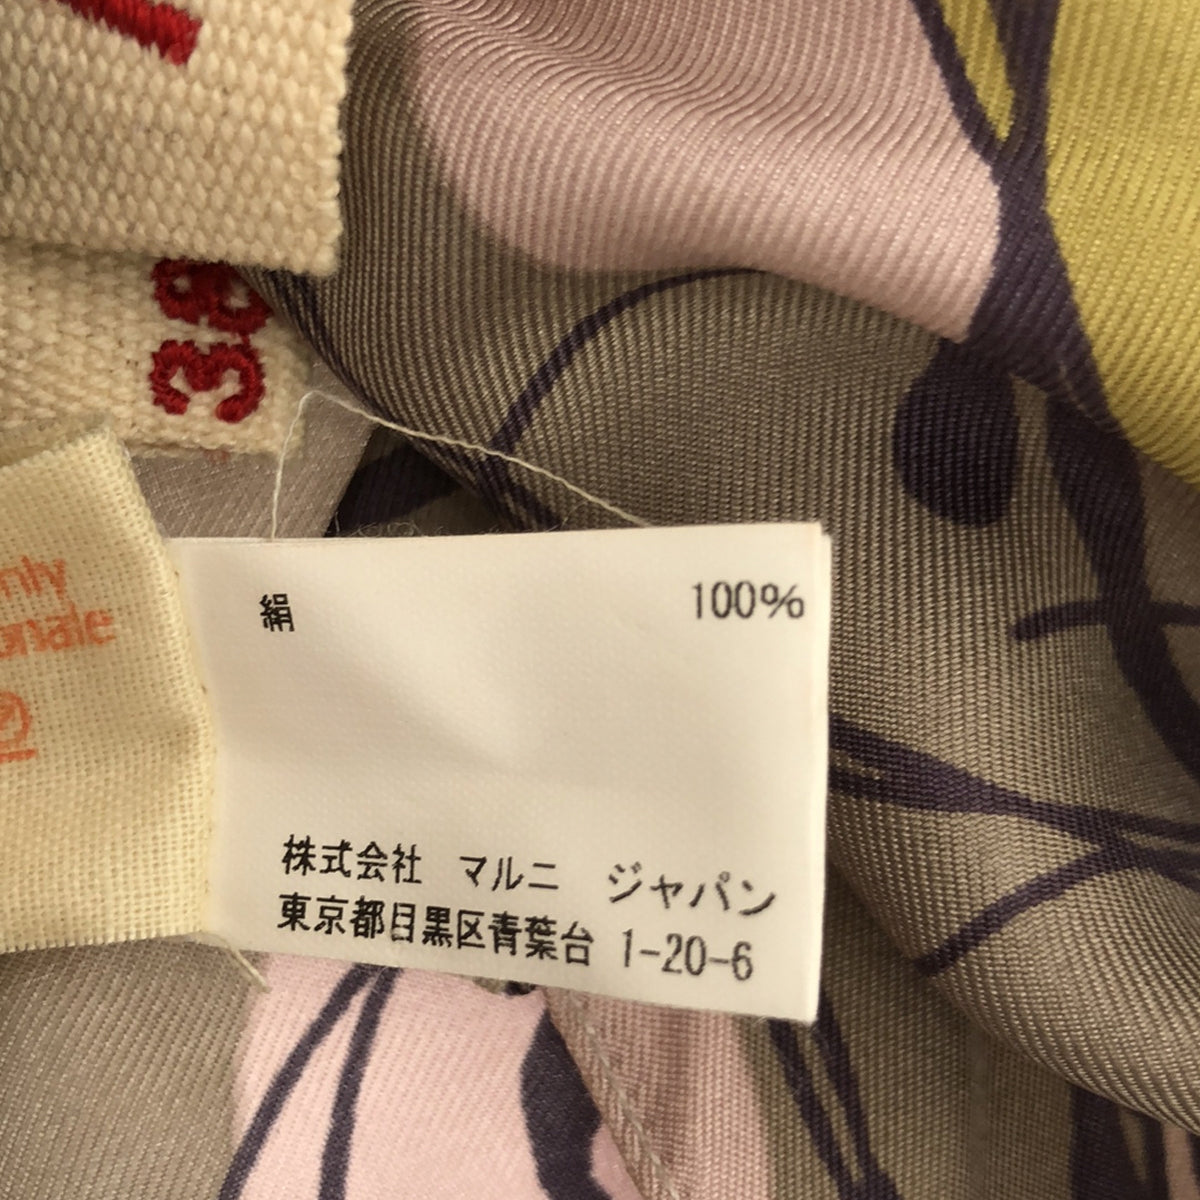 38
絹 100%
株式会社 マルニ ジャパン
東京都目黒区青葉台 1-20-6